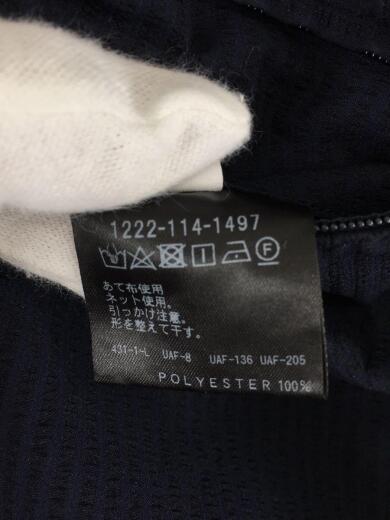 1222-114-1497
あて布使用
ネット使用。
引っかけ注意。
形を整えて干す。
431-1-L UAF-8 UAF-136 UAF-205
POLYESTER 100%